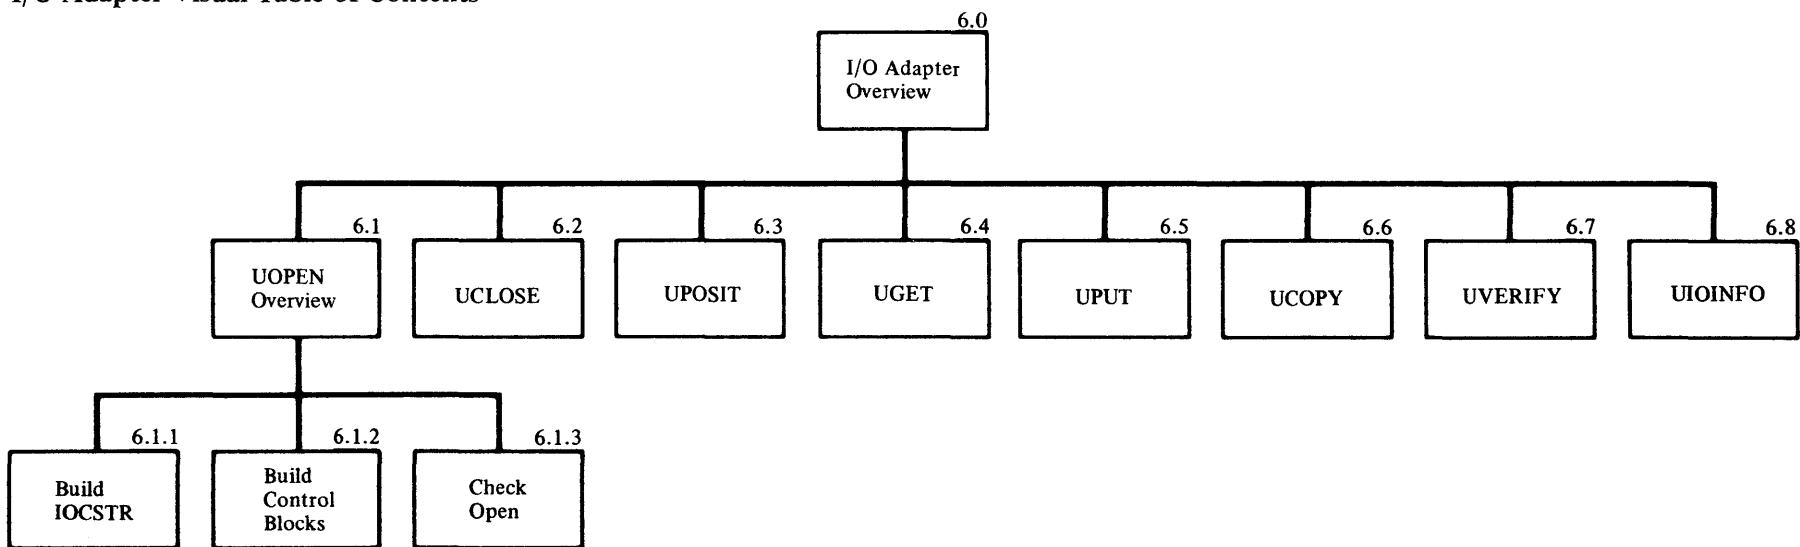 I/O Adapter Visual Table of Contents
6.0
I/O Adapter
Overview
6.1
UOPEN
Overview
6.2
UCLOSE
6.3
UPOSIT
6.4
UGET
6.5
UPUT
6.6
UCOPY
6.7
UVERIFY
6.8
UIOINFO
6.1.1
Build
IOCSTR
6.1.2
Build
Control
Blocks
6.1.3
Check
Open